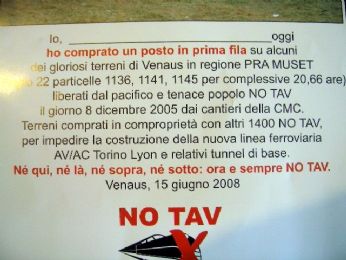 Io, ______________________________oggi
ho comprato un posto in prima fila su alcuni
dei gloriosi terreni di Venaus in regione PRA MUSET
22 particelle 1136, 1141, 1145 per complessive 20,66 are)
liberati dal pacifico e tenace popolo NO TAV
il giorno 8 dicembre 2005 dai cantieri della CMC.
Terreni comprati in comproprietà con altri 1400 NO TAV,
per impedire la costruzione della nuova linea ferroviaria
AV/AC Torino Lyon e relativi tunnel di base.
Né qui, né là, né sopra, né sotto: ora e sempre NO TAV.
Venaus, 15 giugno 2008
NO TAV